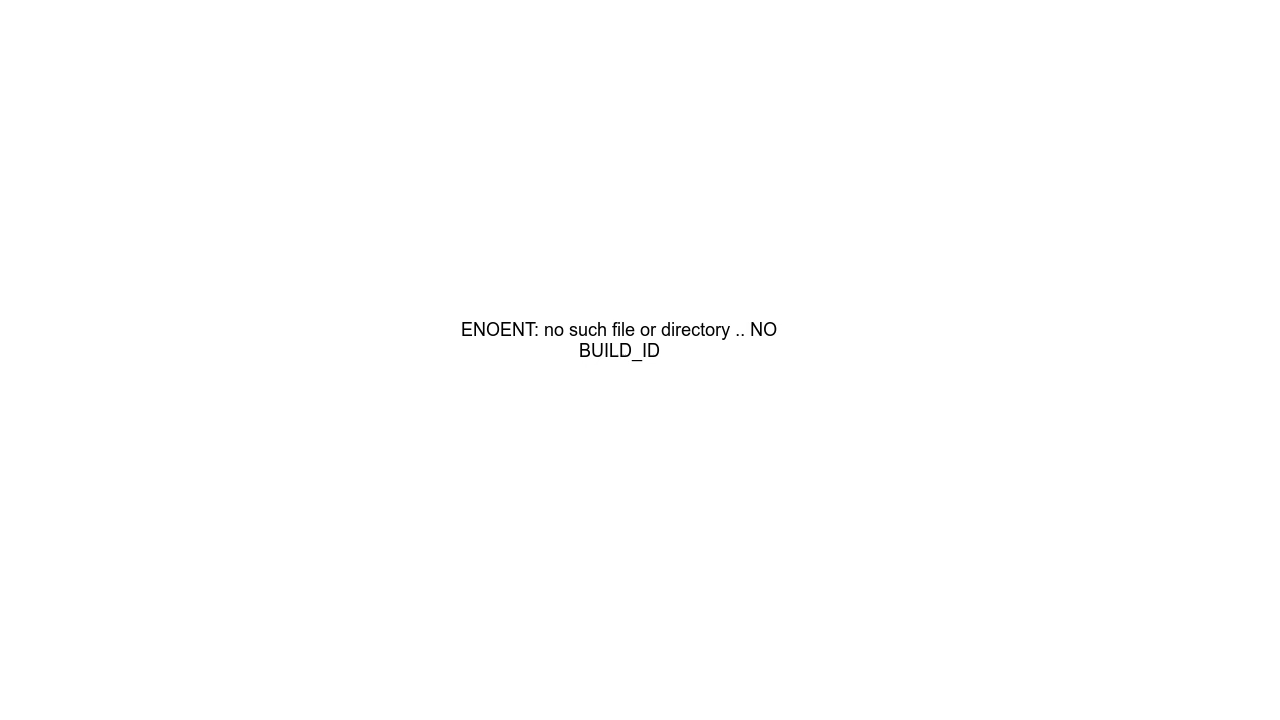 ENOENT: no such file or directory .. NO
BUILD_ID